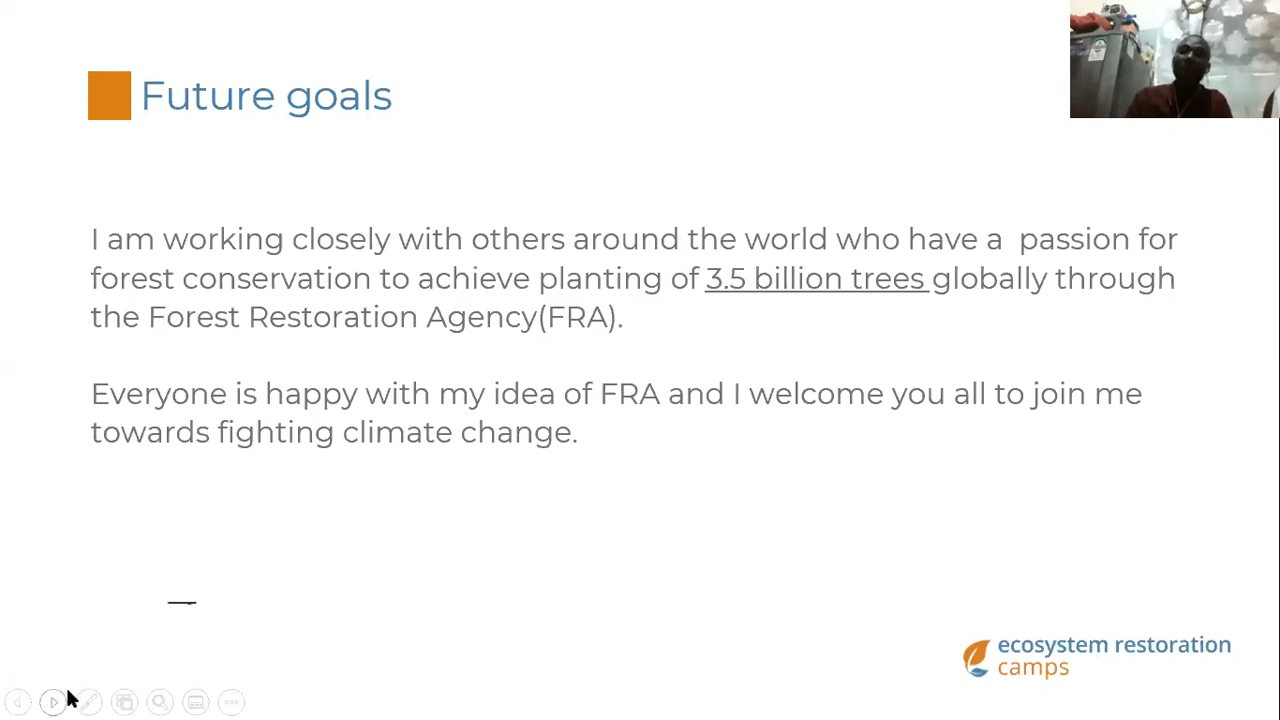 Future goals
I am working closely with others around the world who have a  passion for
forest conservation to achieve planting of 3.5 billion trees globally through
the Forest Restoration Agency(FRA).
Everyone is happy with my idea of FRA and I welcome you all to join me
towards fighting climate change.
ecosystem restoration
camps